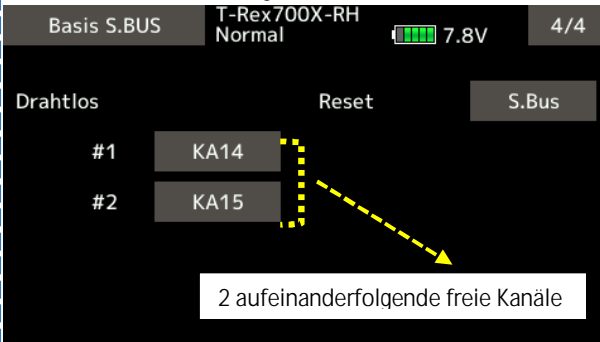 Basis S.BUS T-Rex700X-RH 4/4
Normal 7.8V
Drahtlos Reset S.Bus
#1 KA14
#2 KA15
2 aufeinanderfolgende freie Kanäle